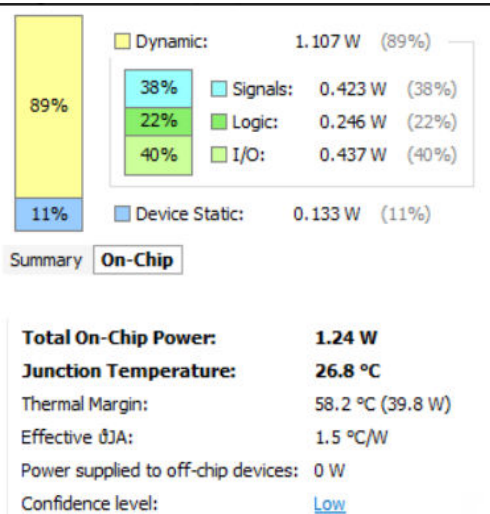 Dynamic: 1.107 W (89%)
89%
38% Signals: 0.423 W (38%)
22% Logic: 0.246 W (22%)
40% I/O: 0.437 W (40%)
11% Device Static: 0.133 W (11%)
Summary On-Chip
Total On-Chip Power: 1.24 W
Junction Temperature: 26.8 °C
Thermal Margin: 58.2 °C (39.8 W)
Effective ϑJA: 1.5 °C/W
Power supplied to off-chip devices: 0 W
Confidence level: Low